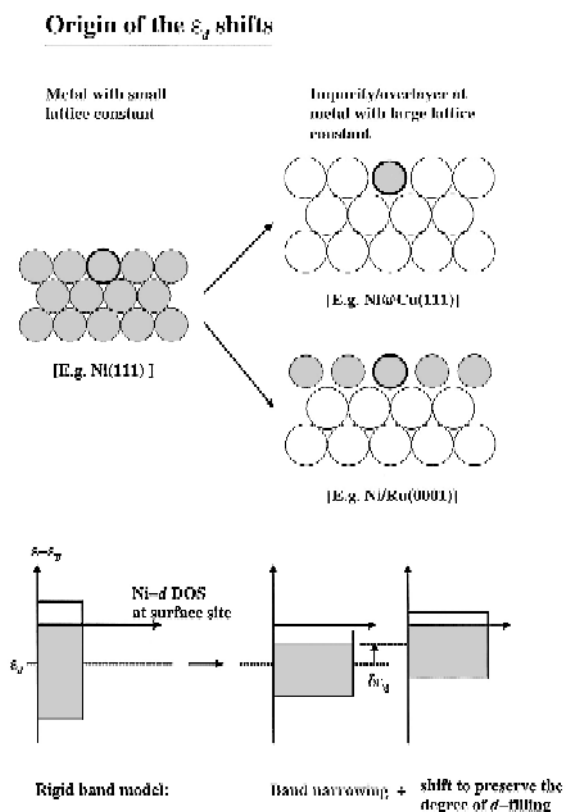 Origin of the εd shifts
Metal with small
lattice constant
Impurity/overlayer of
metal with large lattice
constant
[E.g. Ni@Cu(111)]
[E.g. Ni(111) ]
[E.g. Ni/Ru(0001)]
ε−εF
Ni−d DOS
at surface site
εd
δεd
Rigid band model:
Band narrowing +
shift to preserve the
degree of d−filling